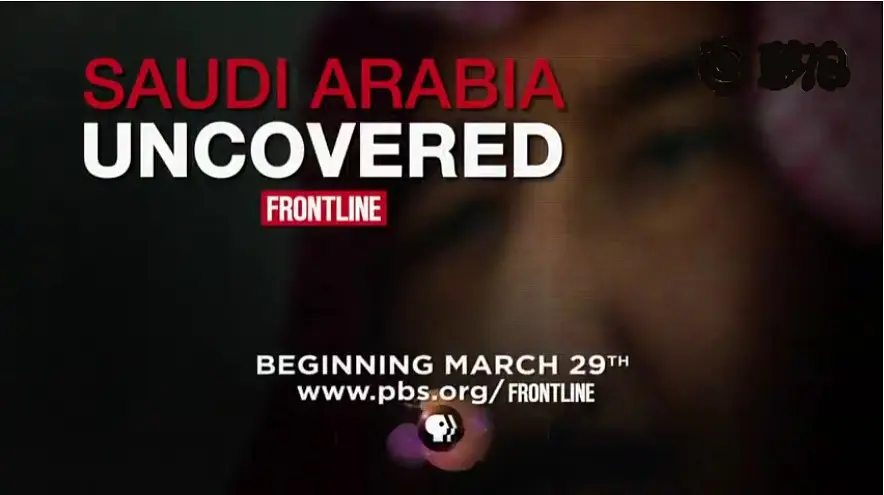 SAUDI ARABIA
UNCOVERED
FRONTLINE
BEGINNING MARCH 29TH
www.pbs.org/FRONTLINE